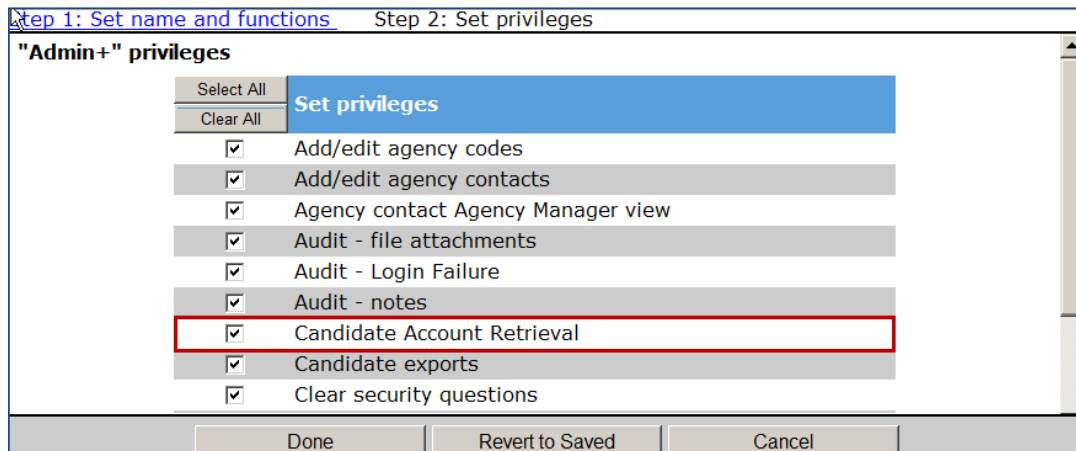 Step 1: Set name and functions Step 2: Set privileges
"Admin+" privileges
Select All
Clear All
Set privileges
Add/edit agency codes
Add/edit agency contacts
Agency contact Agency Manager view
Audit - file attachments
Audit - Login Failure
Audit - notes
Candidate Account Retrieval
Candidate exports
Clear security questions
Done Revert to Saved Cancel